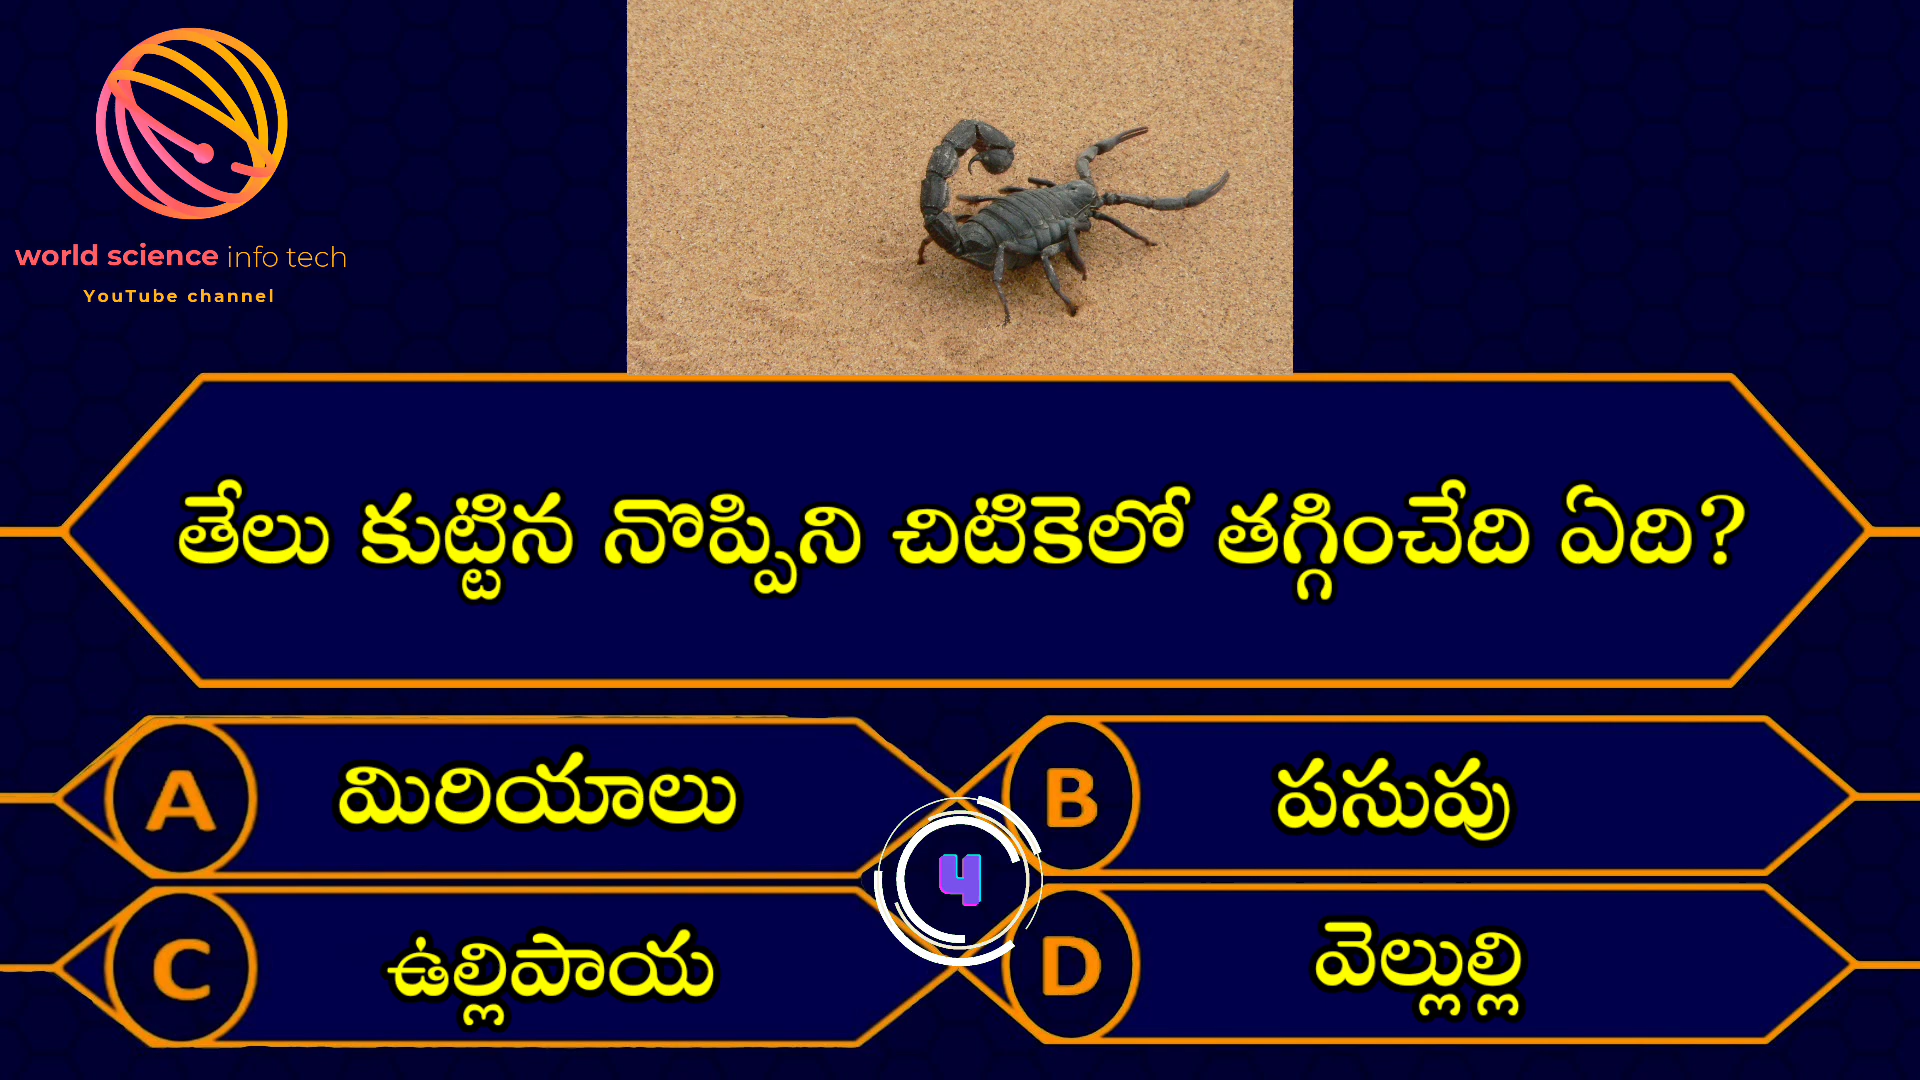 world science info tech
YouTube channel
తేలు కుట్టిన నొప్పిని చిటికెలో తగ్గించేది ఏది?
A మిరియాలు
B పసుపు
4
C ఉల్లిపాయ
D వెల్లుల్లి